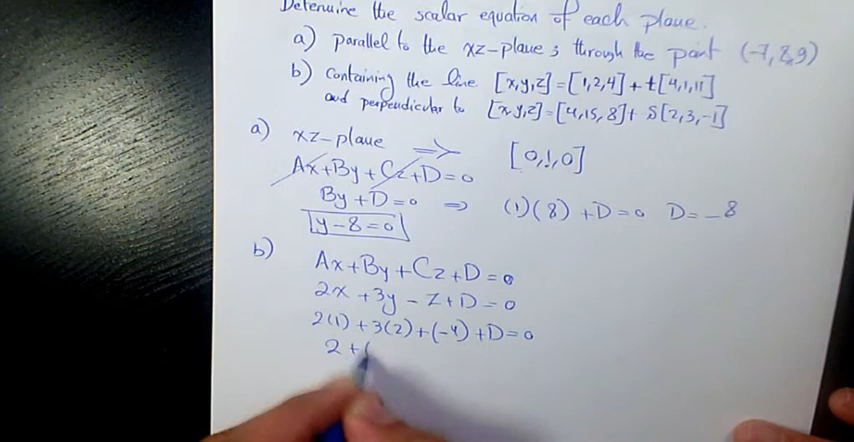 Determine the scalar equation of each plane.
a) parallel to the xz-plane & through the point (-7,8,9)
b) Containing the line [x,y,z]=[1,2,4]+t[4,1,11]
and perpendicular to [x,y,z]=[4,15,8]+s[2,3,-1]
a) xz-plane ⇒ [0,1,0]
Ax+By+Cz+D=0
By+D=0 ⇒ (1)(8)+D=0 D=-8
y-8=0
b) Ax+By+Cz+D=0
2x+3y-z+D=0
2(1)+3(2)+(-4)+D=0
2+(